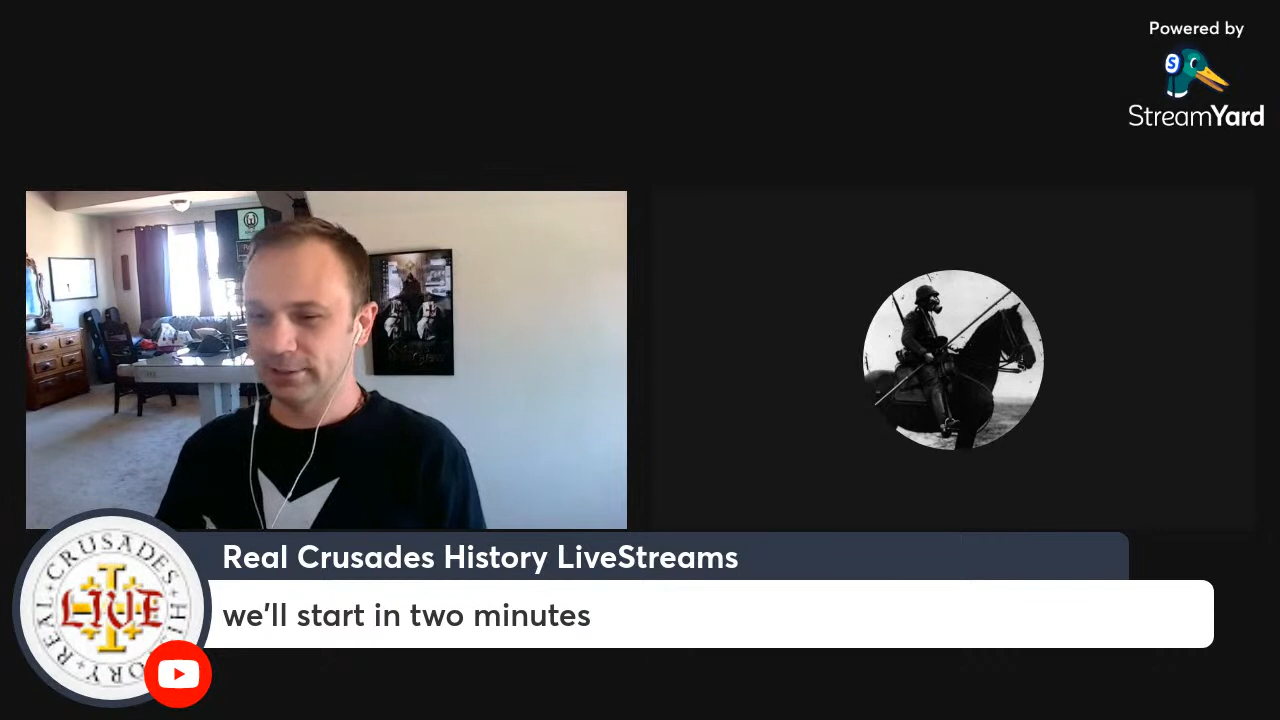 Powered by
S
StreamYard
Real Crusades History LiveStreams
we'll start in two minutes
REAL CRUSADES HISTORY
LIVE